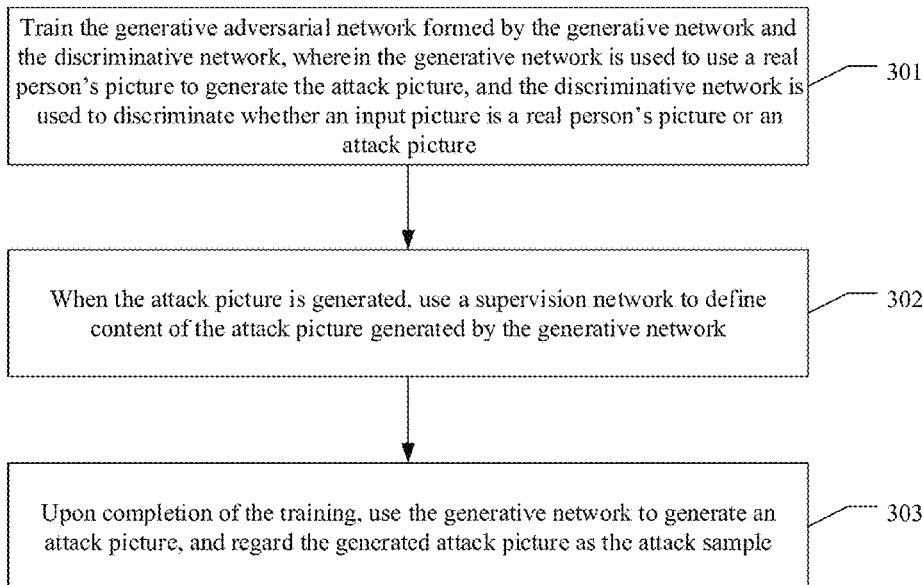 Train the generative adversarial network formed by the generative network and
the discriminative network, wherein the generative network is used to use a real
person's picture to generate the attack picture, and the discriminative network is
used to discriminate whether an input picture is a real person's picture or an
attack picture
301
When the attack picture is generated, use a supervision network to define
content of the attack picture generated by the generative network
302
Upon completion of the training, use the generative network to generate an
attack picture, and regard the generated attack picture as the attack sample
303